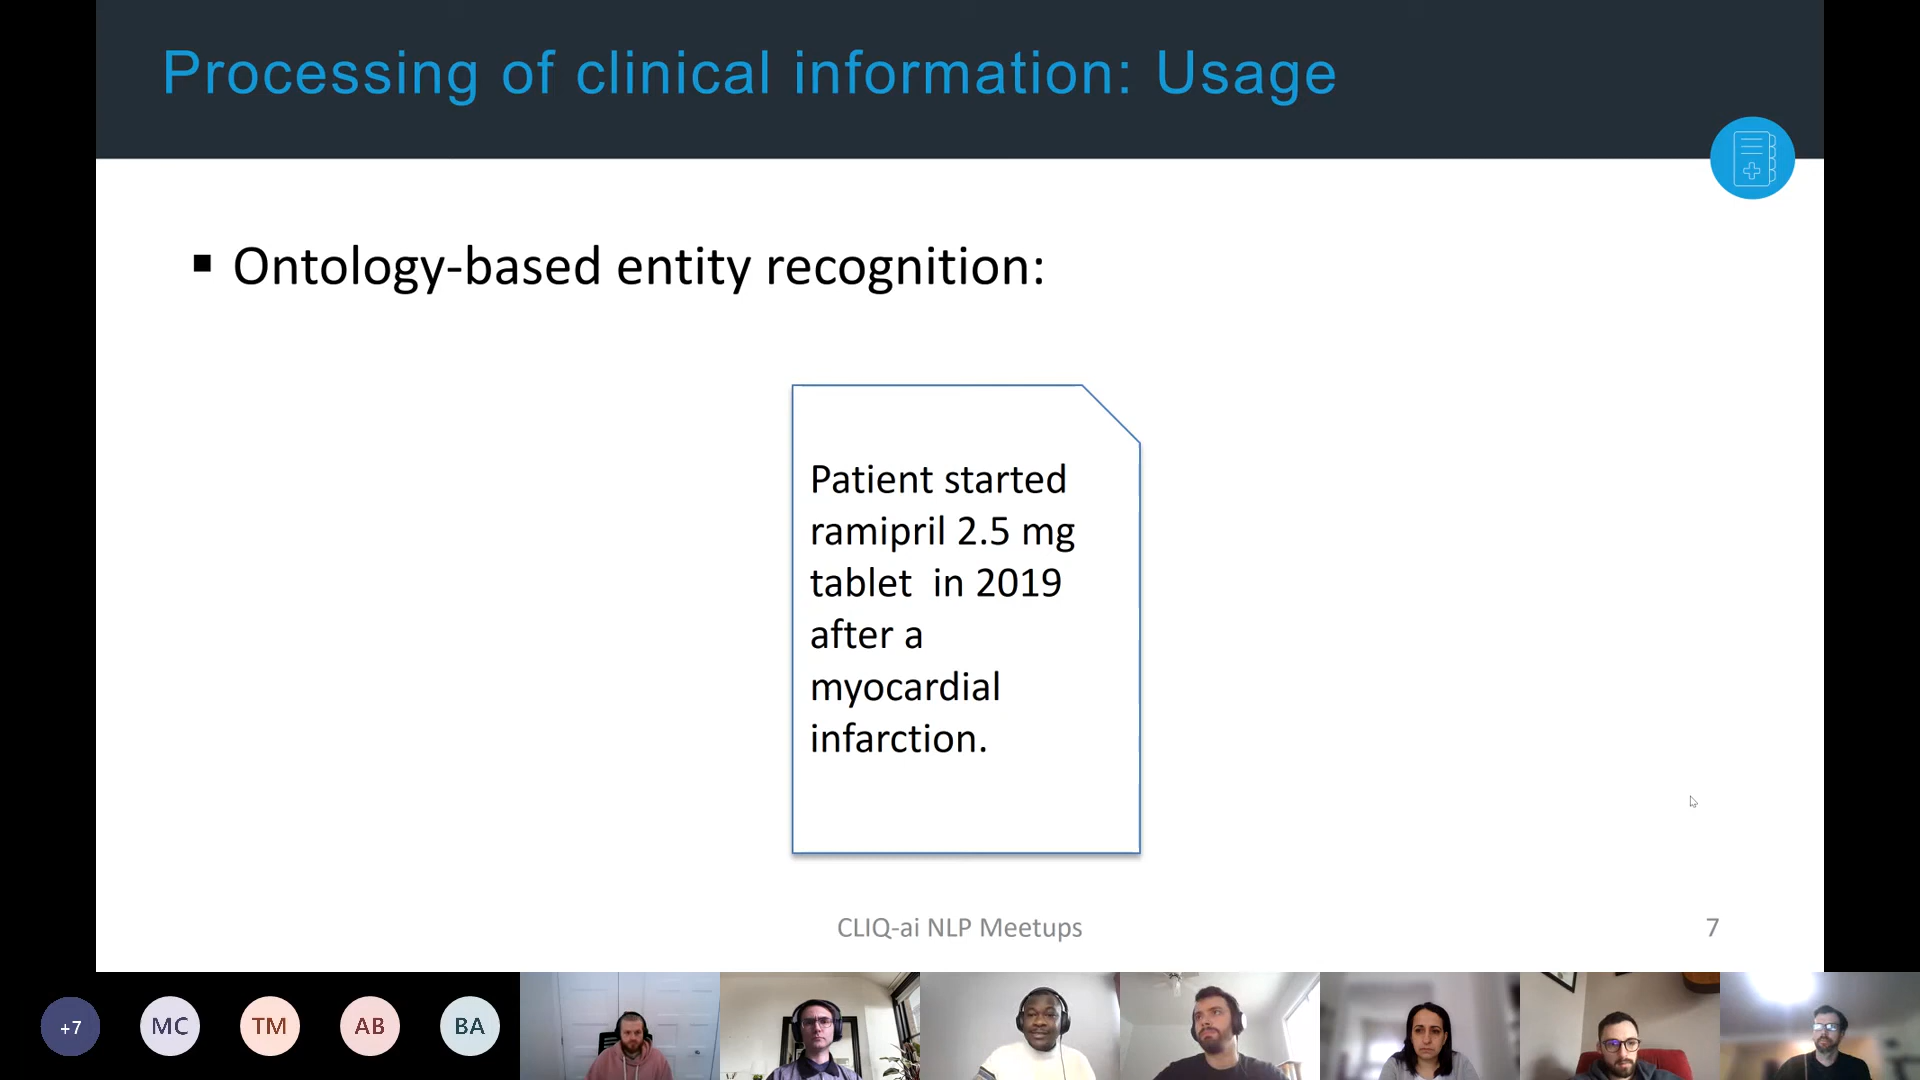 Processing of clinical information: Usage
▪ Ontology-based entity recognition:
Patient started
ramipril 2.5 mg
tablet in 2019
after a
myocardial
infarction.
CLIQ-ai NLP Meetups
7
+7
MC
TM
AB
BA